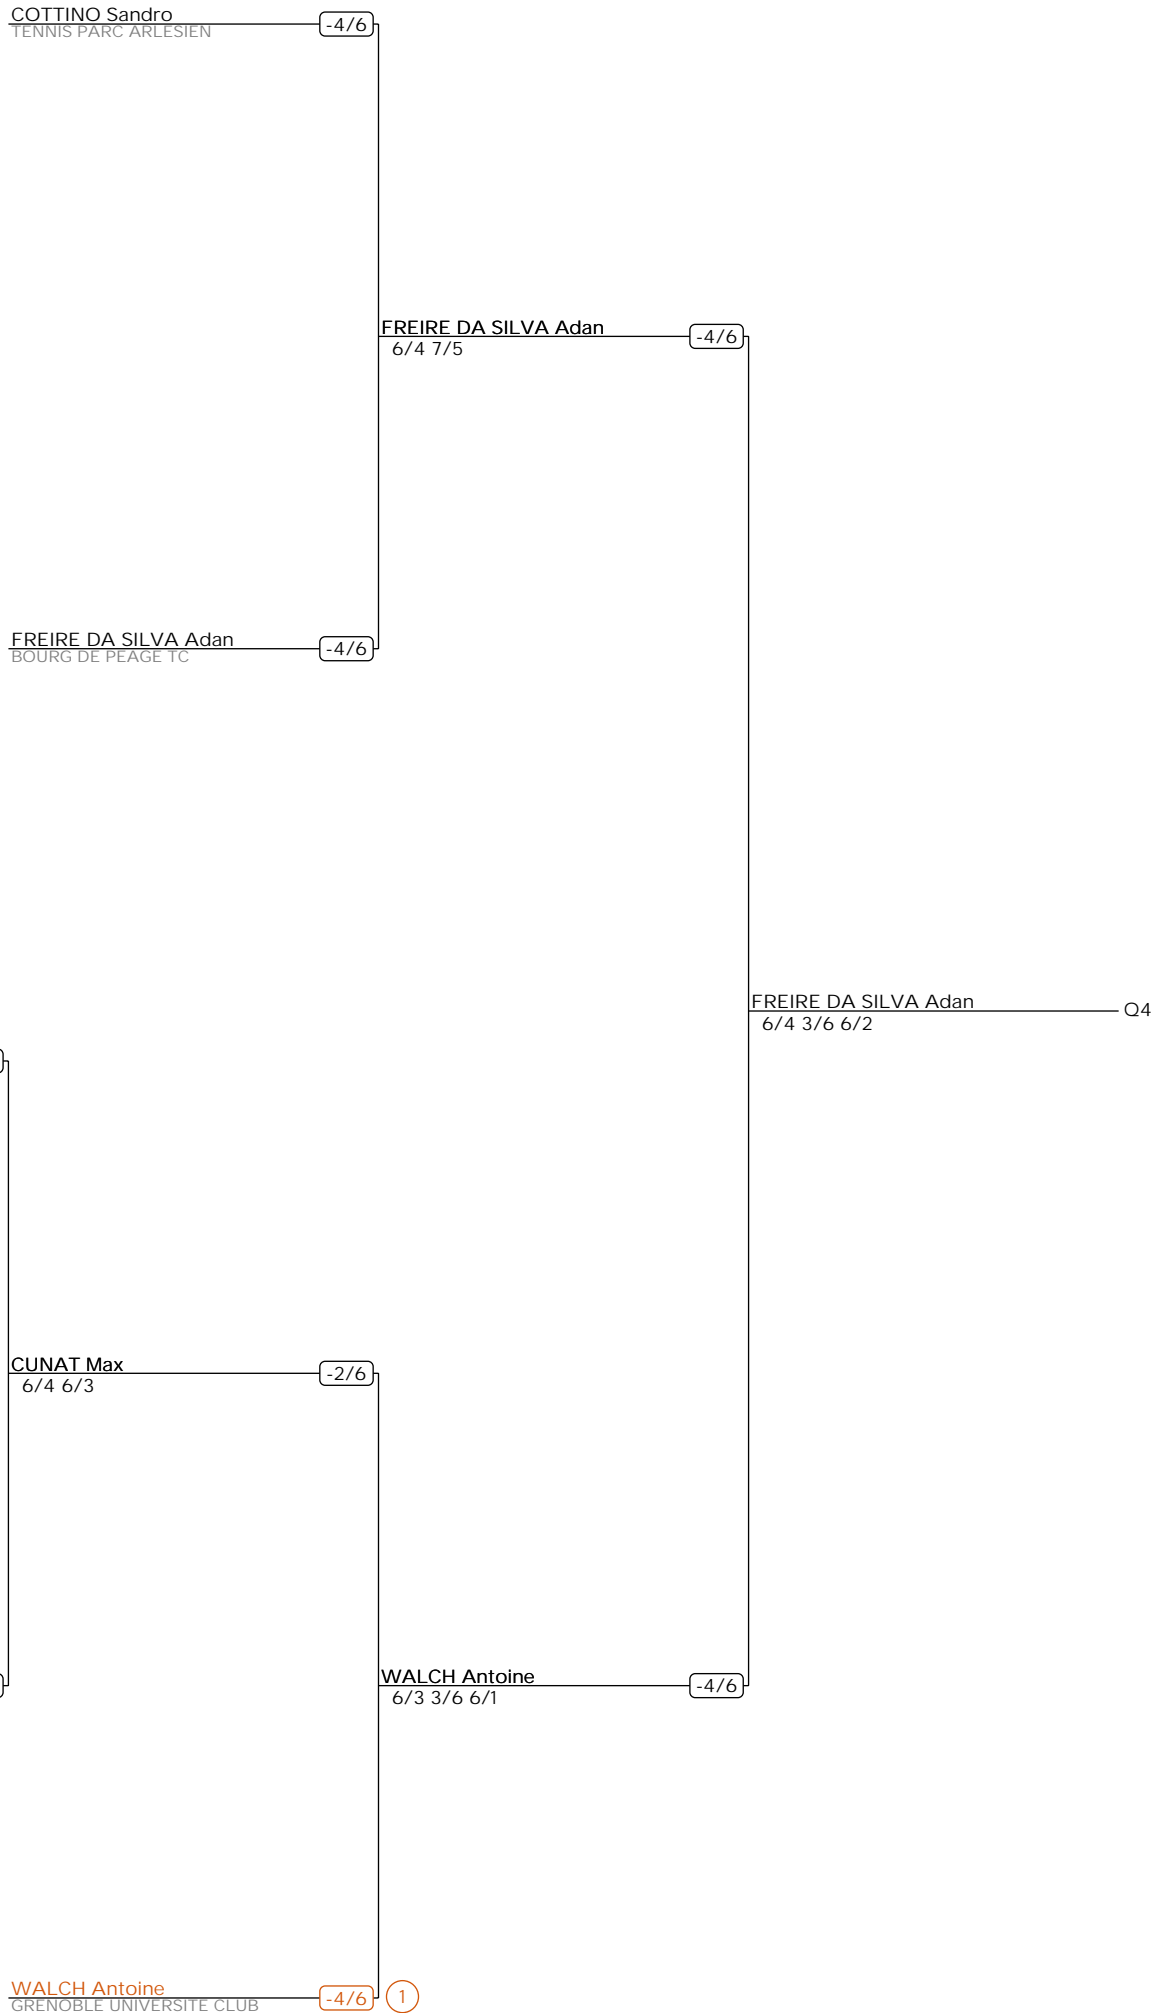 COTTINO Sandro
TENNIS PARC ARLESIEN
-4/6
FREIRE DA SILVA Adan
6/4 7/5
-4/6
FREIRE DA SILVA Adan
BOURG DE PEAGE TC
-4/6
FREIRE DA SILVA Adan
6/4 3/6 6/2
Q4
CUNAT Max
6/4 6/3
-2/6
WALCH Antoine
6/3 3/6 6/1
-4/6
WALCH Antoine
GRENOBLE UNIVERSITE CLUB
-4/6
1